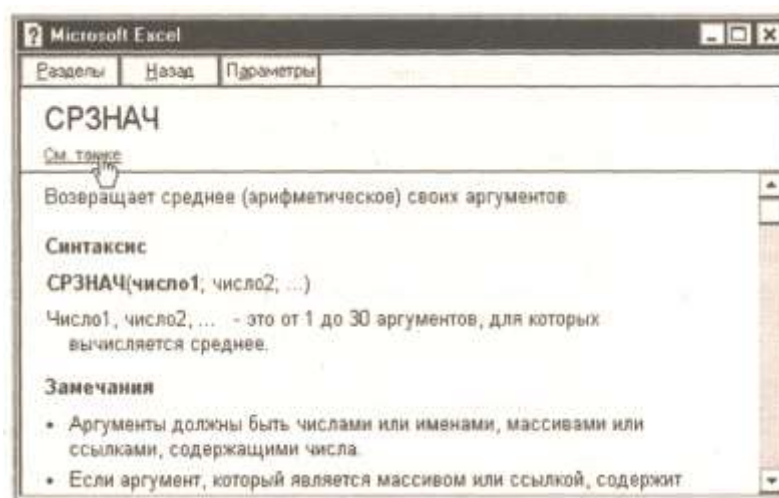 ? Microsoft Excel
Разделы Назад Параметры
СРЗНАЧ
См. также
Возвращает среднее (арифметическое) своих аргументов.
Синтаксис
СРЗНАЧ(число1; число2; ...)
Число1, число2, ... - это от 1 до 30 аргументов, для которых
вычисляется среднее.
Замечания
• Аргументы должны быть числами или именами, массивами или
ссылками, содержащими числа.
• Если аргумент, который является массивом или ссылкой, содержит